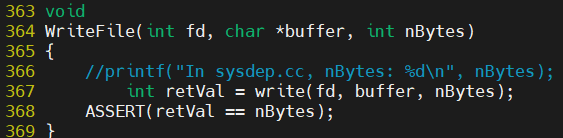 363 void
364 WriteFile(int fd, char *buffer, int nBytes)
365 {
366     //printf("In sysdep.cc, nBytes: %d\n", nBytes);
367         int retVal = write(fd, buffer, nBytes);
368     ASSERT(retVal == nBytes);
369 }